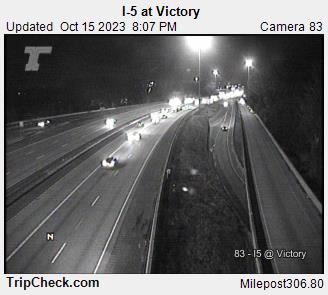 I-5 at Victory
Updated Oct 15 2023 8:07 PM Camera 83
T
N
83 - I5 @ Victory
TripCheck.com Milepost306.80